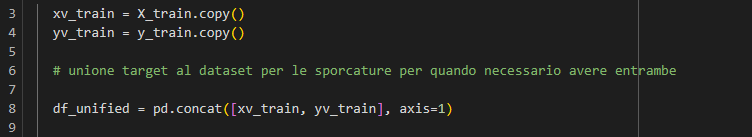 3 xv_train = X_train.copy()
4 yv_train = y_train.copy()
5
6 # unione target al dataset per le sporcature per quando necessario avere entrambe
7
8 df_unified = pd.concat([xv_train, yv_train], axis=1)
9